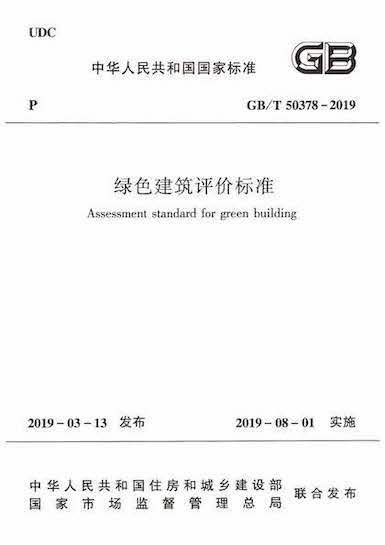 UDC
中华人民共和国国家标准
GB
P
GB/T 50378-2019
绿色建筑评价标准
Assessment standard for green building
2019-03-13 发布
2019-08-01 实施
中华人民共和国住房和城乡建设部
国家市场监督管理总局
联合发布